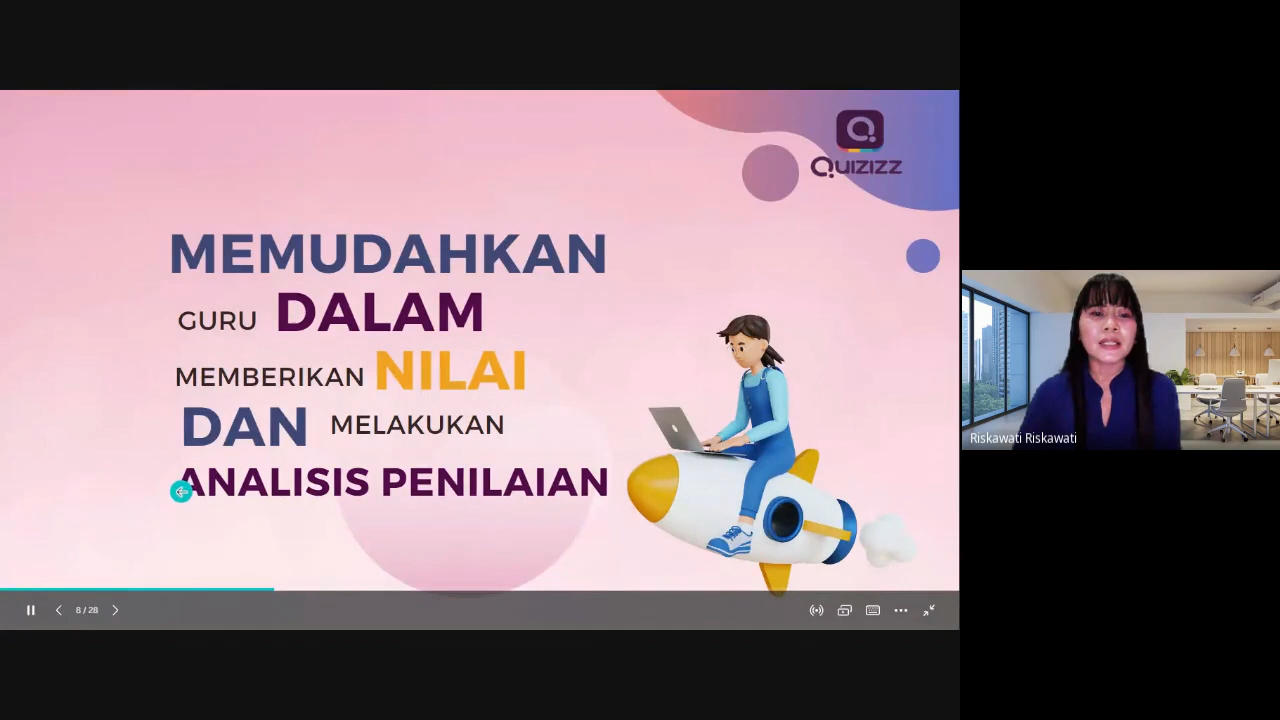 QUIZIZZ
MEMUDAHKAN
GURU DALAM
MEMBERIKAN NILAI
DAN MELAKUKAN
ANALISIS PENILAIAN
8 / 28
Riskawati Riskawati